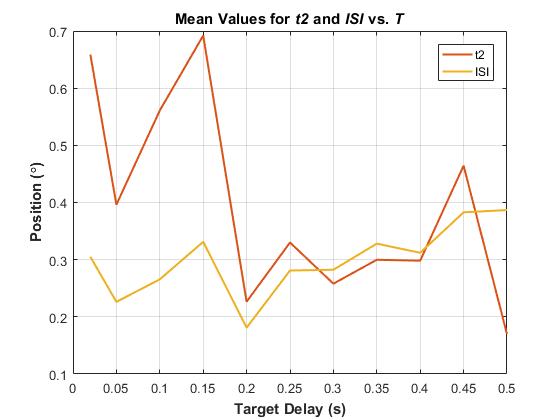 Mean Values for t2 and ISI vs. T
0.7
0.6
0.5
0.4
0.3
0.2
0.1
Position (°)
t2
ISI
0 0.05 0.1 0.15 0.2 0.25 0.3 0.35 0.4 0.45 0.5
Target Delay (s)